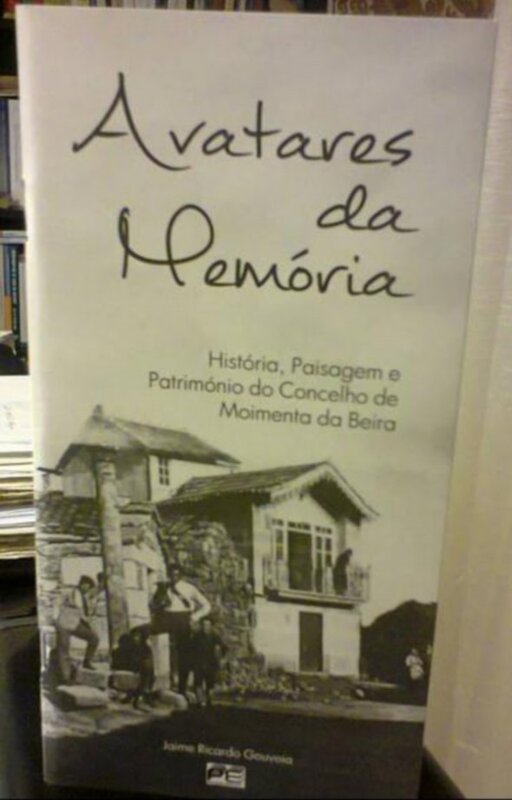 Avatares
da
Memória
História, Paisagem e
Património do Concelho de
Moimenta da Beira
Jaime Ricardo Gouveia